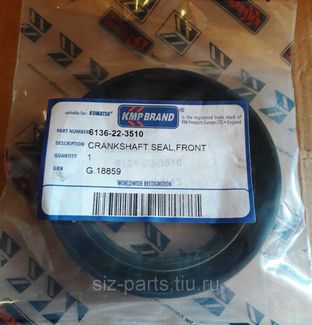 suitable for: KOMATSU
KMP BRAND
®
is the registered trade mark of
KM Products Europe LTD • England.
PART NUMBER 6136-22-3510
DESCRIPTION CRANKSHAFT SEAL,FRONT
QUANTITY 1
GRN G.18859
WORLDWIDE RECOGNITION
siz-parts.tiu.ru